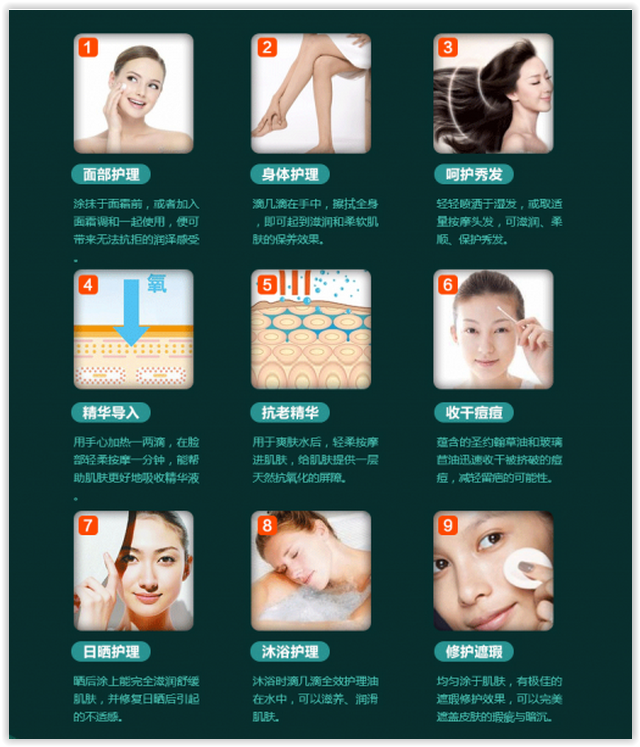 1
面部护理
涂抹于面霜前，或者加入
面霜调和一起使用，便可
带来无法抗拒的润泽感受
。
2
身体护理
滴几滴在手中，擦拭全身
，即可起到滋润和柔软肌
肤的保养效果。
3
呵护秀发
轻轻喷洒于湿发，或取适
量按摩头发，可滋润、柔
顺、保护秀发。
4
氧
精华导入
用手心加热一两滴，在脸
部轻柔按摩一分钟，能帮
助肌肤更好地吸收精华液
。
5
抗老精华
用于爽肤水后，轻柔按摩
进肌肤，给肌肤提供一层
天然抗氧化的屏障。
6
收干痘痘
蕴含的圣约翰草油和玻璃
苣油迅速收干被挤破的痘
痘，减轻留疤的可能性。
7
日晒护理
晒后涂上能完全滋润舒缓
肌肤，并修复日晒后引起
的不适感。
8
沐浴护理
沐浴时滴几滴全效护理油
在水中，可以滋养、润滑
肌肤。
9
修护遮瑕
均匀涂于肌肤，有极佳的
遮瑕修护效果，可以完美
遮盖皮肤的瑕疵与暗沉。